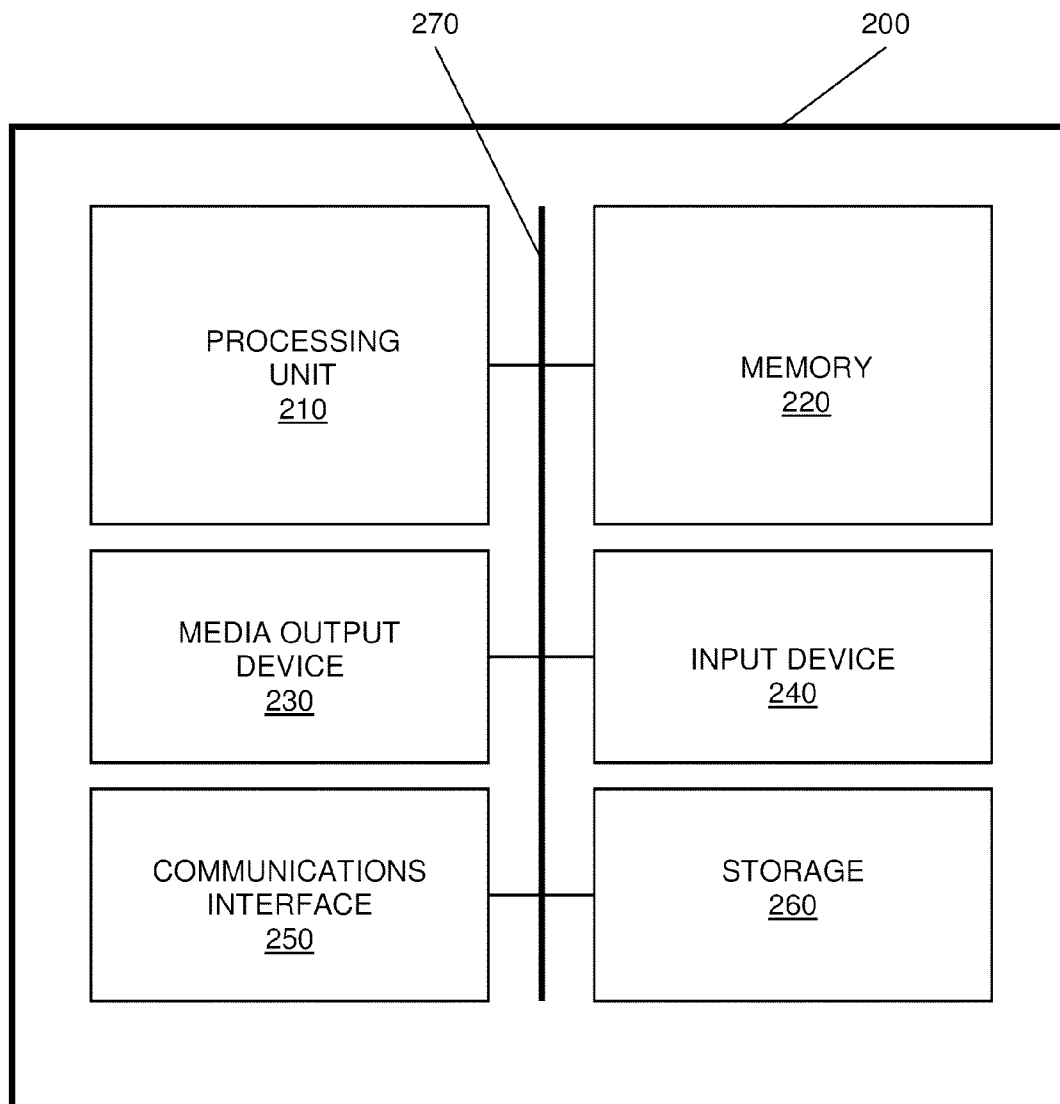 270
200
PROCESSING
UNIT
210
MEMORY
220
MEDIA OUTPUT
DEVICE
230
INPUT DEVICE
240
COMMUNICATIONS
INTERFACE
250
STORAGE
260